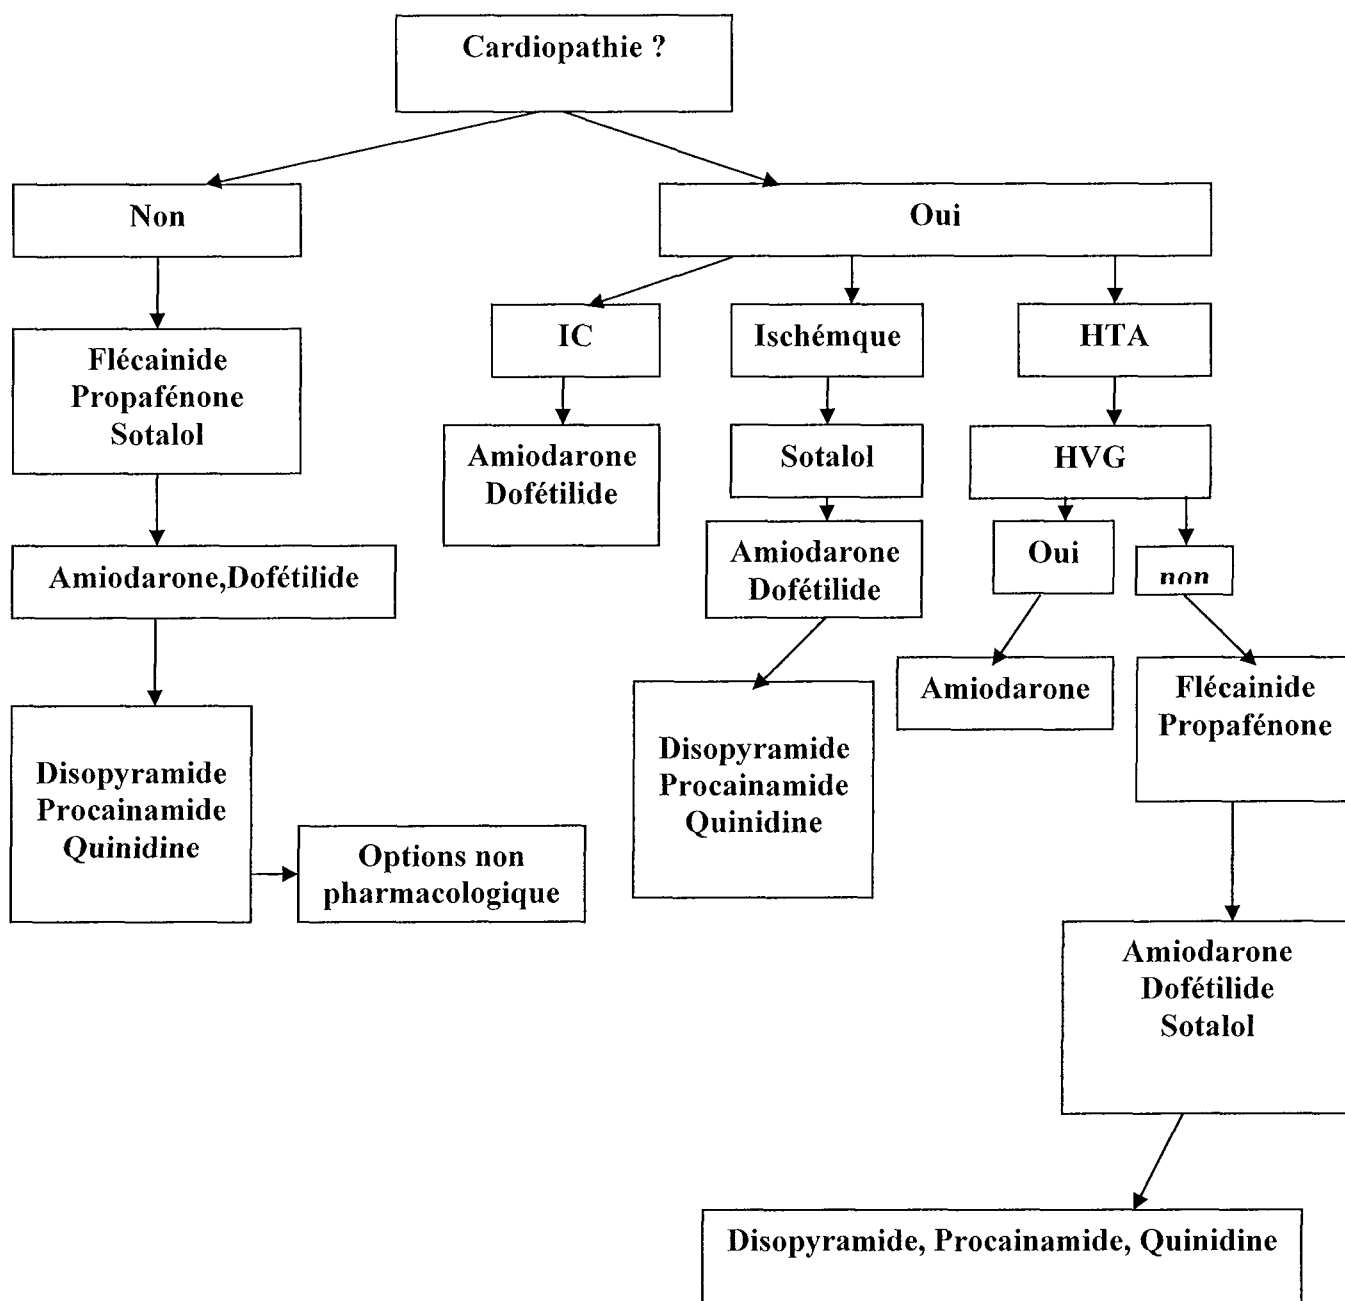 Cardiopathie ?
Non
Oui
IC
Ischémque
HTA
Flécainide
Propafénone
Sotalol
Amiodarone
Dofétilide
Sotalol
HVG
Amiodarone,Dofétilide
Amiodarone
Dofétilide
Oui
non
Disopyramide
Procainamide
Quinidine
Options non
pharmacologique
Disopyramide
Procainamide
Quinidine
Amiodarone
Flécainide
Propafénone
Amiodarone
Dofétilide
Sotalol
Disopyramide, Procainamide, Quinidine